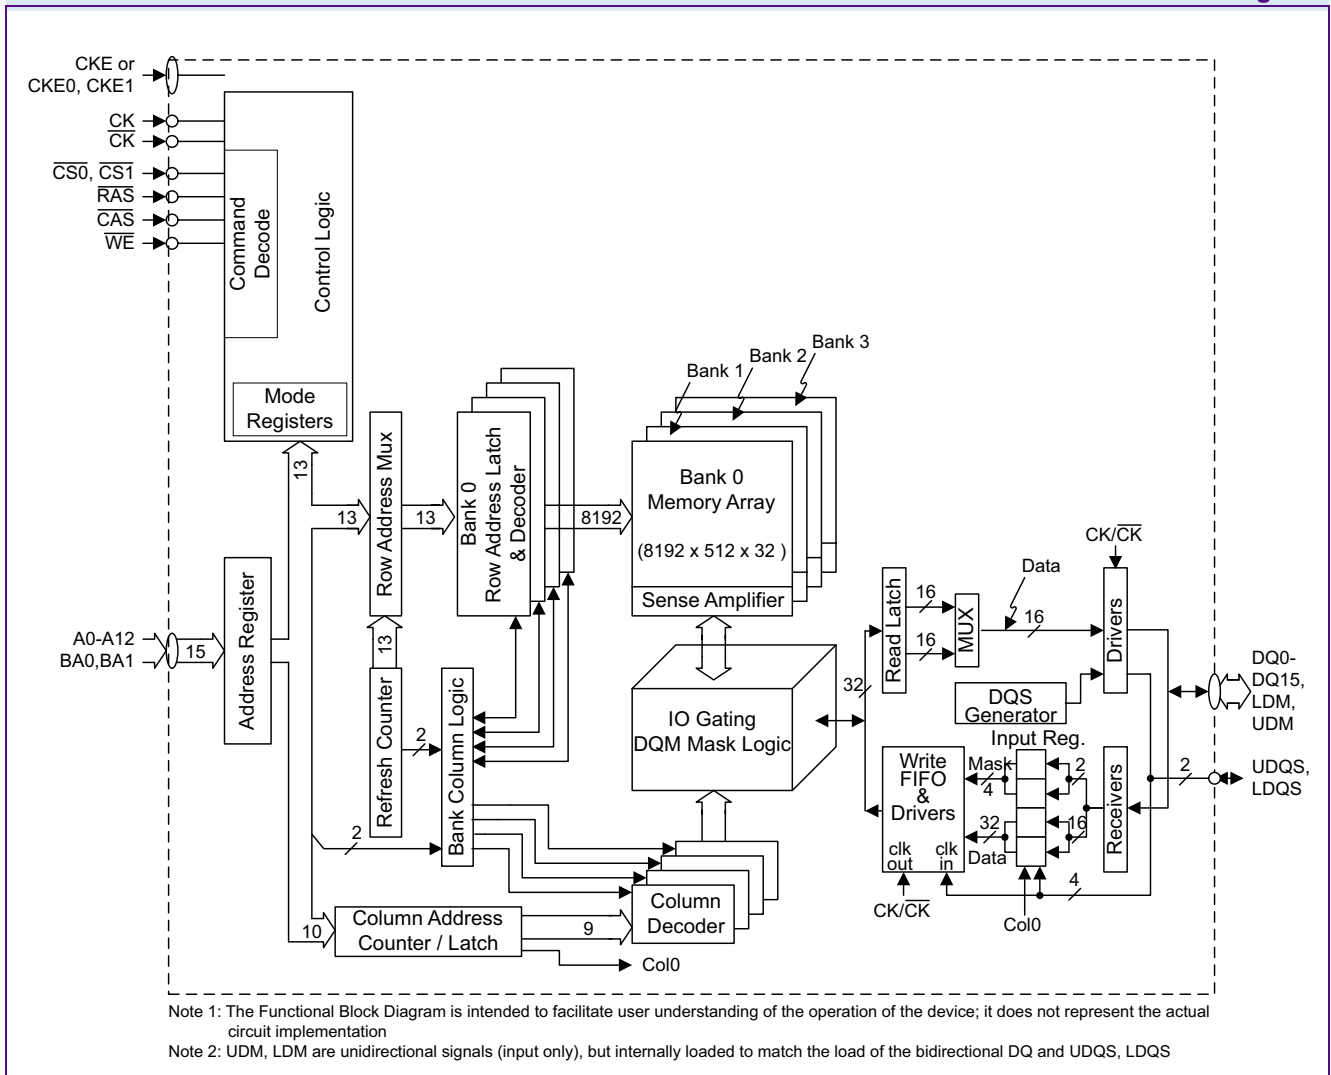 CKE or
CKE0, CKE1
CK
CK
CS0, CS1
RAS
CAS
WE
Command
Decode
Control Logic
Mode
Registers
13
Bank 3
Bank 2
Bank 1
13
Row Address Mux
13
Bank 0
Row Address Latch
& Decoder
8192
Bank 0
Memory Array
(8192 x 512 x 32 )
Sense Amplifier
A0-A12
BA0,BA1
15
Address Register
13
Refresh Counter
2
Bank Column Logic
2
IO Gating
DQM Mask Logic
32
Read Latch
16
16
MUX
Data
16
CK/CK
Drivers
DQS
Generator
DQ0-
DQ15,
LDM,
UDM
Input Reg.
Write
FIFO
&
Drivers
clk
out
clk
in
Mask
4
32
Data
2
16
Receivers
2
UDQS,
LDQS
4
CK/CK
Col0
10
Column Address
Counter / Latch
9
Column
Decoder
Col0
Note 1: The Functional Block Diagram is intended to facilitate user understanding of the operation of the device; it does not represent the actual
circuit implementation
Note 2: UDM, LDM are unidirectional signals (input only), but internally loaded to match the load of the bidirectional DQ and UDQS, LDQS